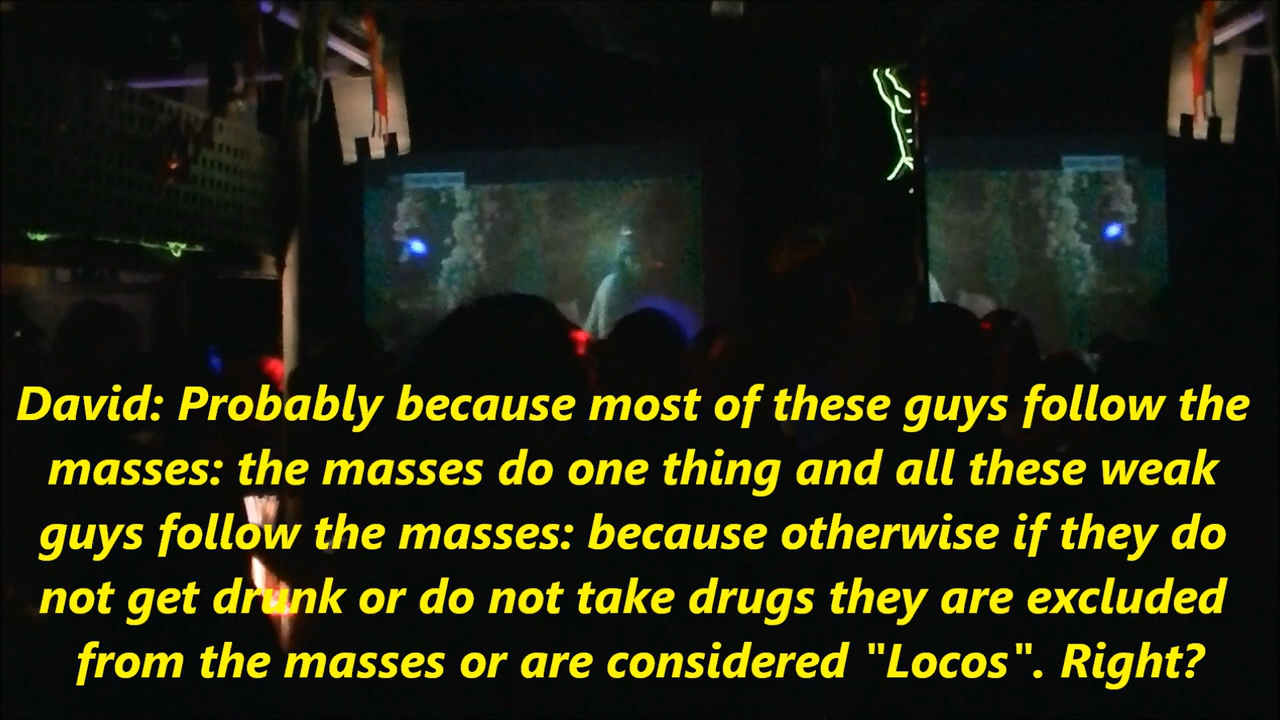 David: Probably because most of these guys follow the
masses: the masses do one thing and all these weak
guys follow the masses: because otherwise if they do
not get drunk or do not take drugs they are excluded
from the masses or are considered "Locos". Right?